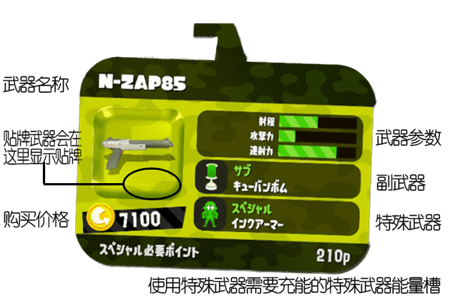 武器名称
N-ZAP85
贴牌武器会在
这里显示贴牌
射程
攻撃力
連射力
武器参数
サブ
キューバンボム
副武器
购买价格
7100
スペシャル
インクアーマー
特殊武器
スペシャル必要ポイント
210p
使用特殊武器需要充能的特殊武器能量槽